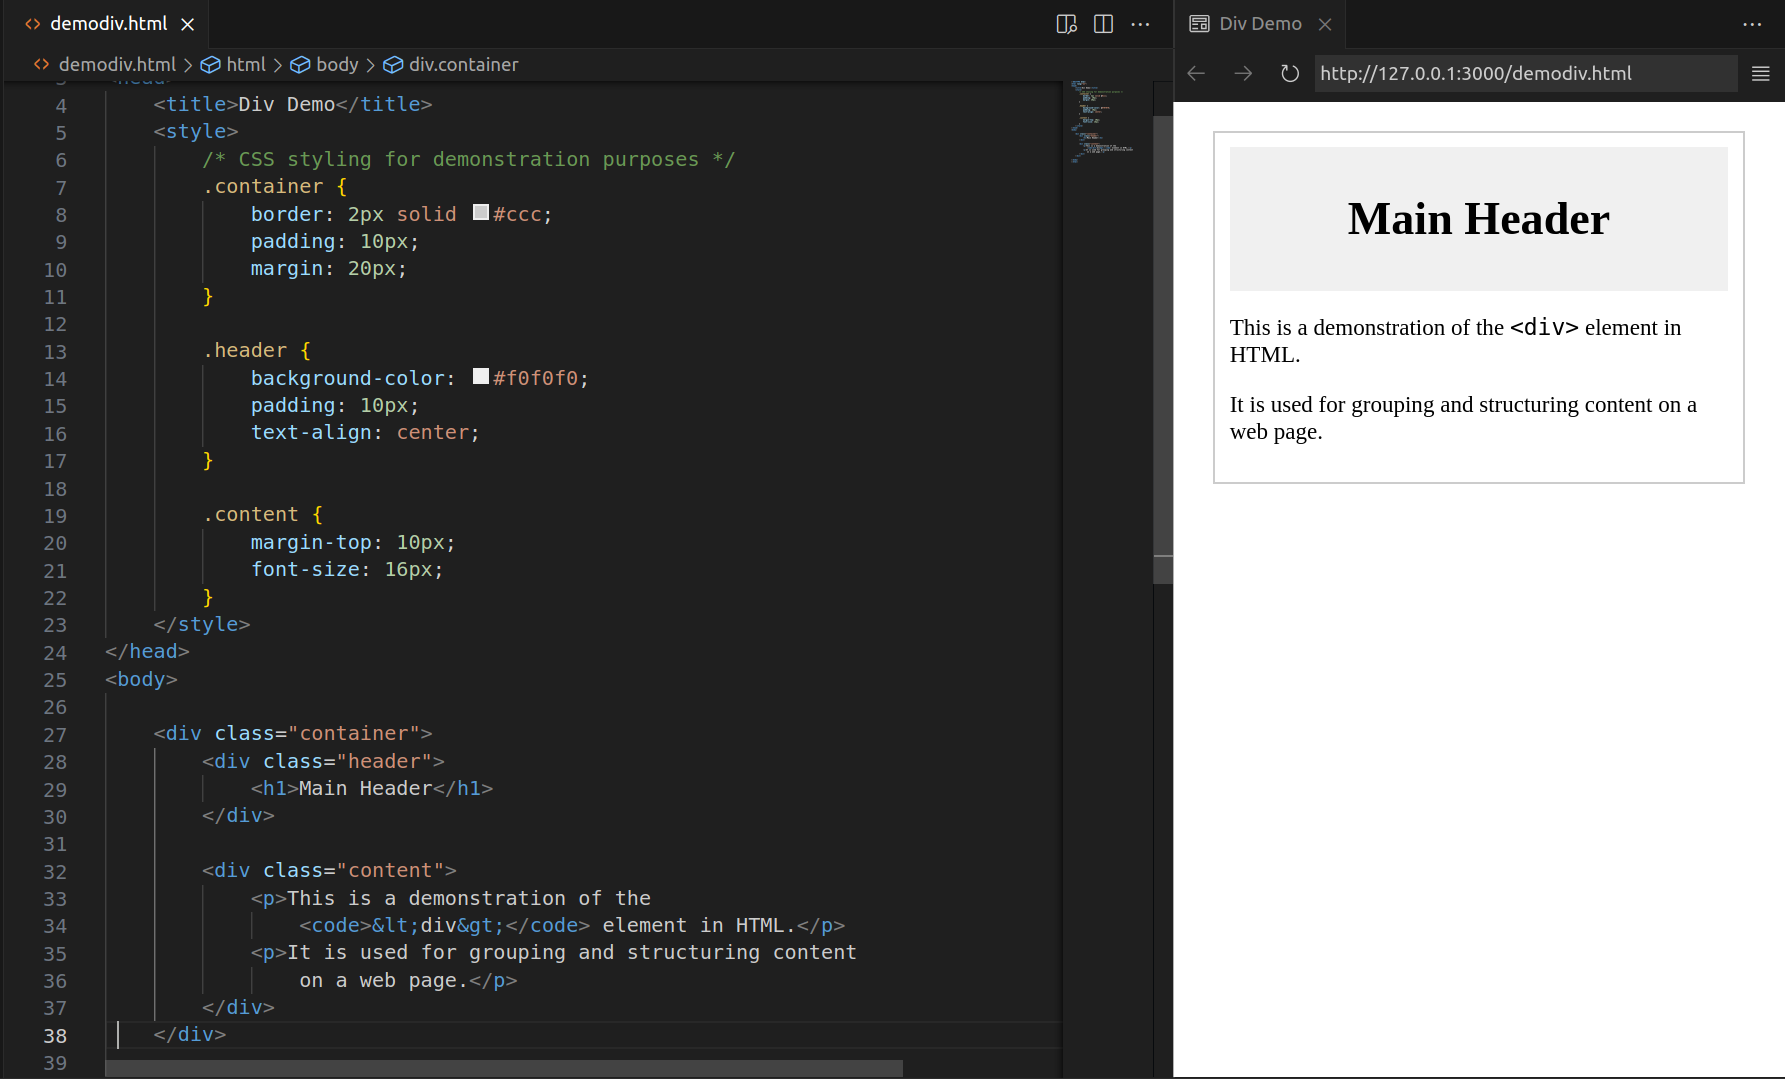 demodiv.html
demodiv.html > html > body > div.container
3 <head>
4 <title>Div Demo</title>
5 <style>
6 /* CSS styling for demonstration purposes */
7 .container {
8 border: 2px solid #ccc;
9 padding: 10px;
10 margin: 20px;
11 }
12
13 .header {
14 background-color: #f0f0f0;
15 padding: 10px;
16 text-align: center;
17 }
18
19 .content {
20 margin-top: 10px;
21 font-size: 16px;
22 }
23 </style>
24 </head>
25 <body>
26
27 <div class="container">
28 <div class="header">
29 <h1>Main Header</h1>
30 </div>
31
32 <div class="content">
33 <p>This is a demonstration of the
34 <code>&lt;div&gt;</code> element in HTML.</p>
35 <p>It is used for grouping and structuring content
36 on a web page.</p>
37 </div>
38 </div>
39
Div Demo
http://127.0.0.1:3000/demodiv.html
Main Header
This is a demonstration of the <div> element in
HTML.
It is used for grouping and structuring content on a
web page.